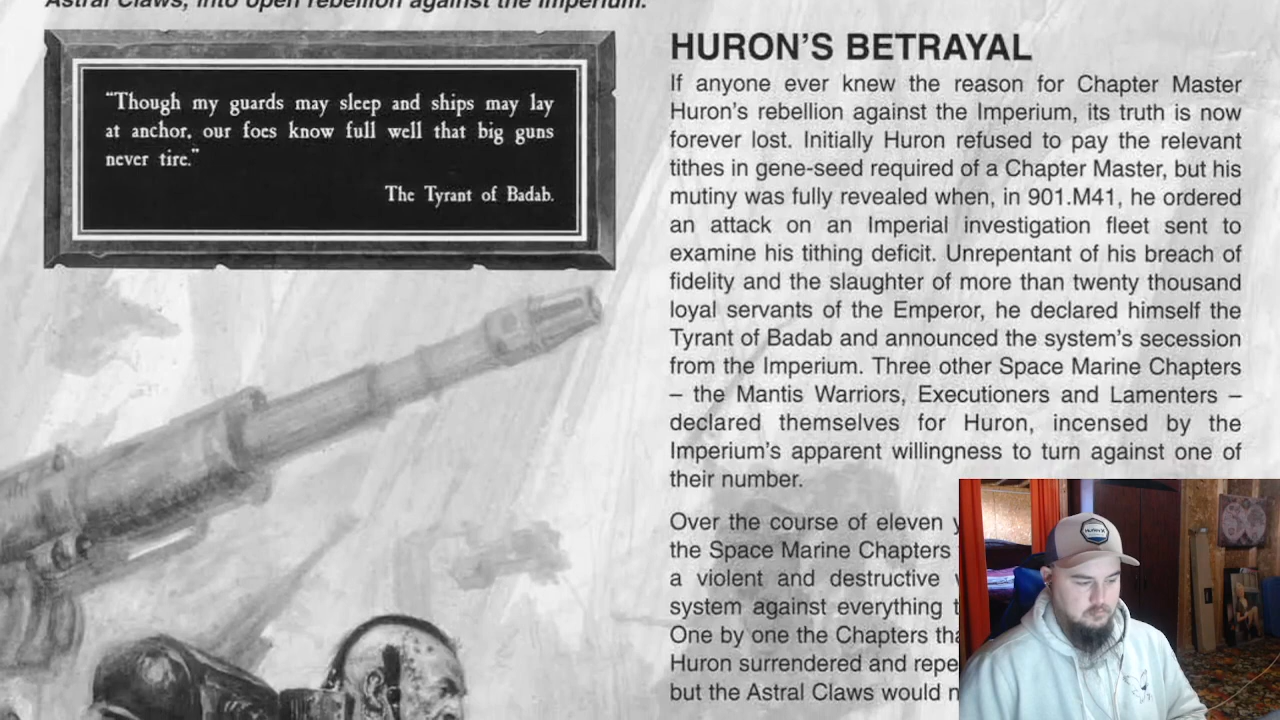 Astral Claws, into open rebellion against the Imperium.
"Though my guards may sleep and ships may lay
at anchor, our foes know full well that big guns
never tire."
The Tyrant of Badab.
HURON'S BETRAYAL
If anyone ever knew the reason for Chapter Master
Huron's rebellion against the Imperium, its truth is now
forever lost. Initially Huron refused to pay the relevant
tithes in gene-seed required of a Chapter Master, but his
mutiny was fully revealed when, in 901.M41, he ordered
an attack on an Imperial investigation fleet sent to
examine his tithing deficit. Unrepentant of his breach of
fidelity and the slaughter of more than twenty thousand
loyal servants of the Emperor, he declared himself the
Tyrant of Badab and announced the system's secession
from the Imperium. Three other Space Marine Chapters
– the Mantis Warriors, Executioners and Lamenters –
declared themselves for Huron, incensed by the
Imperium's apparent willingness to turn against one of
their number.
Over the course of eleven
the Space Marine Chapters
a violent and destructive
system against everything
One by one the Chapters
Huron surrendered and
but the Astral Claws would